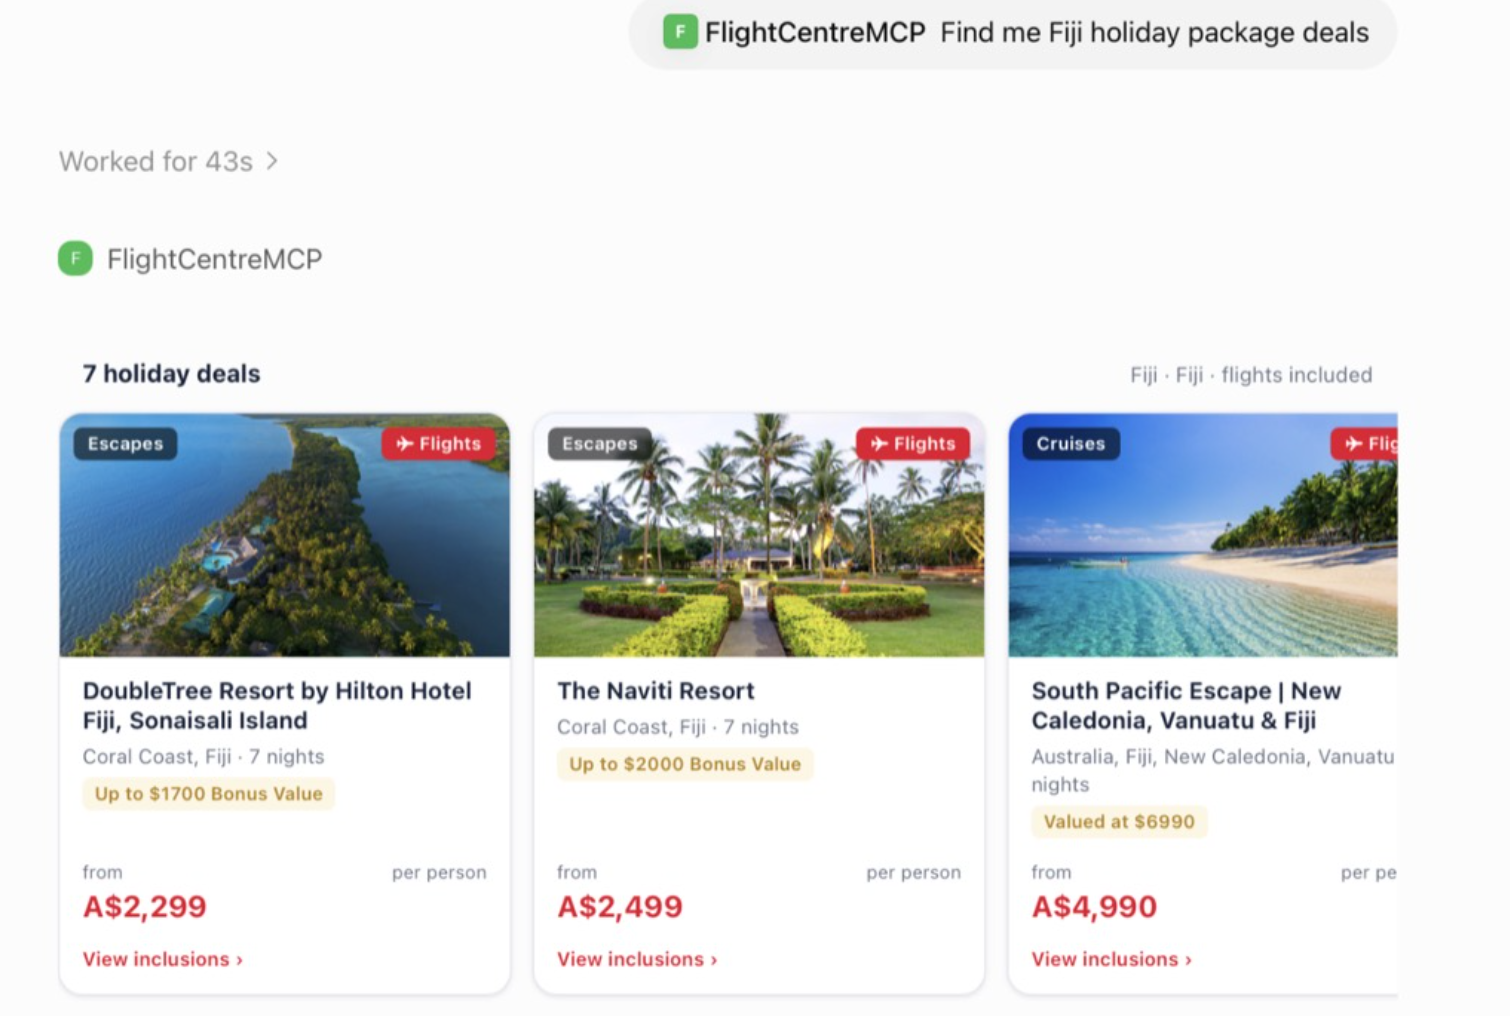 F FlightCentreMCP Find me Fiji holiday package deals
Worked for 43s >
F FlightCentreMCP
7 holiday deals
Fiji · Fiji · flights included
Escapes
✈ Flights
DoubleTree Resort by Hilton Hotel
Fiji, Sonaisali Island
Coral Coast, Fiji · 7 nights
Up to $1700 Bonus Value
from
per person
A$2,299
View inclusions ›
Escapes
✈ Flights
The Naviti Resort
Coral Coast, Fiji · 7 nights
Up to $2000 Bonus Value
from
per person
A$2,499
View inclusions ›
Cruises
✈ Flig
South Pacific Escape | New
Caledonia, Vanuatu & Fiji
Australia, Fiji, New Caledonia, Vanuatu
nights
Valued at $6990
from
per pe
A$4,990
View inclusions ›